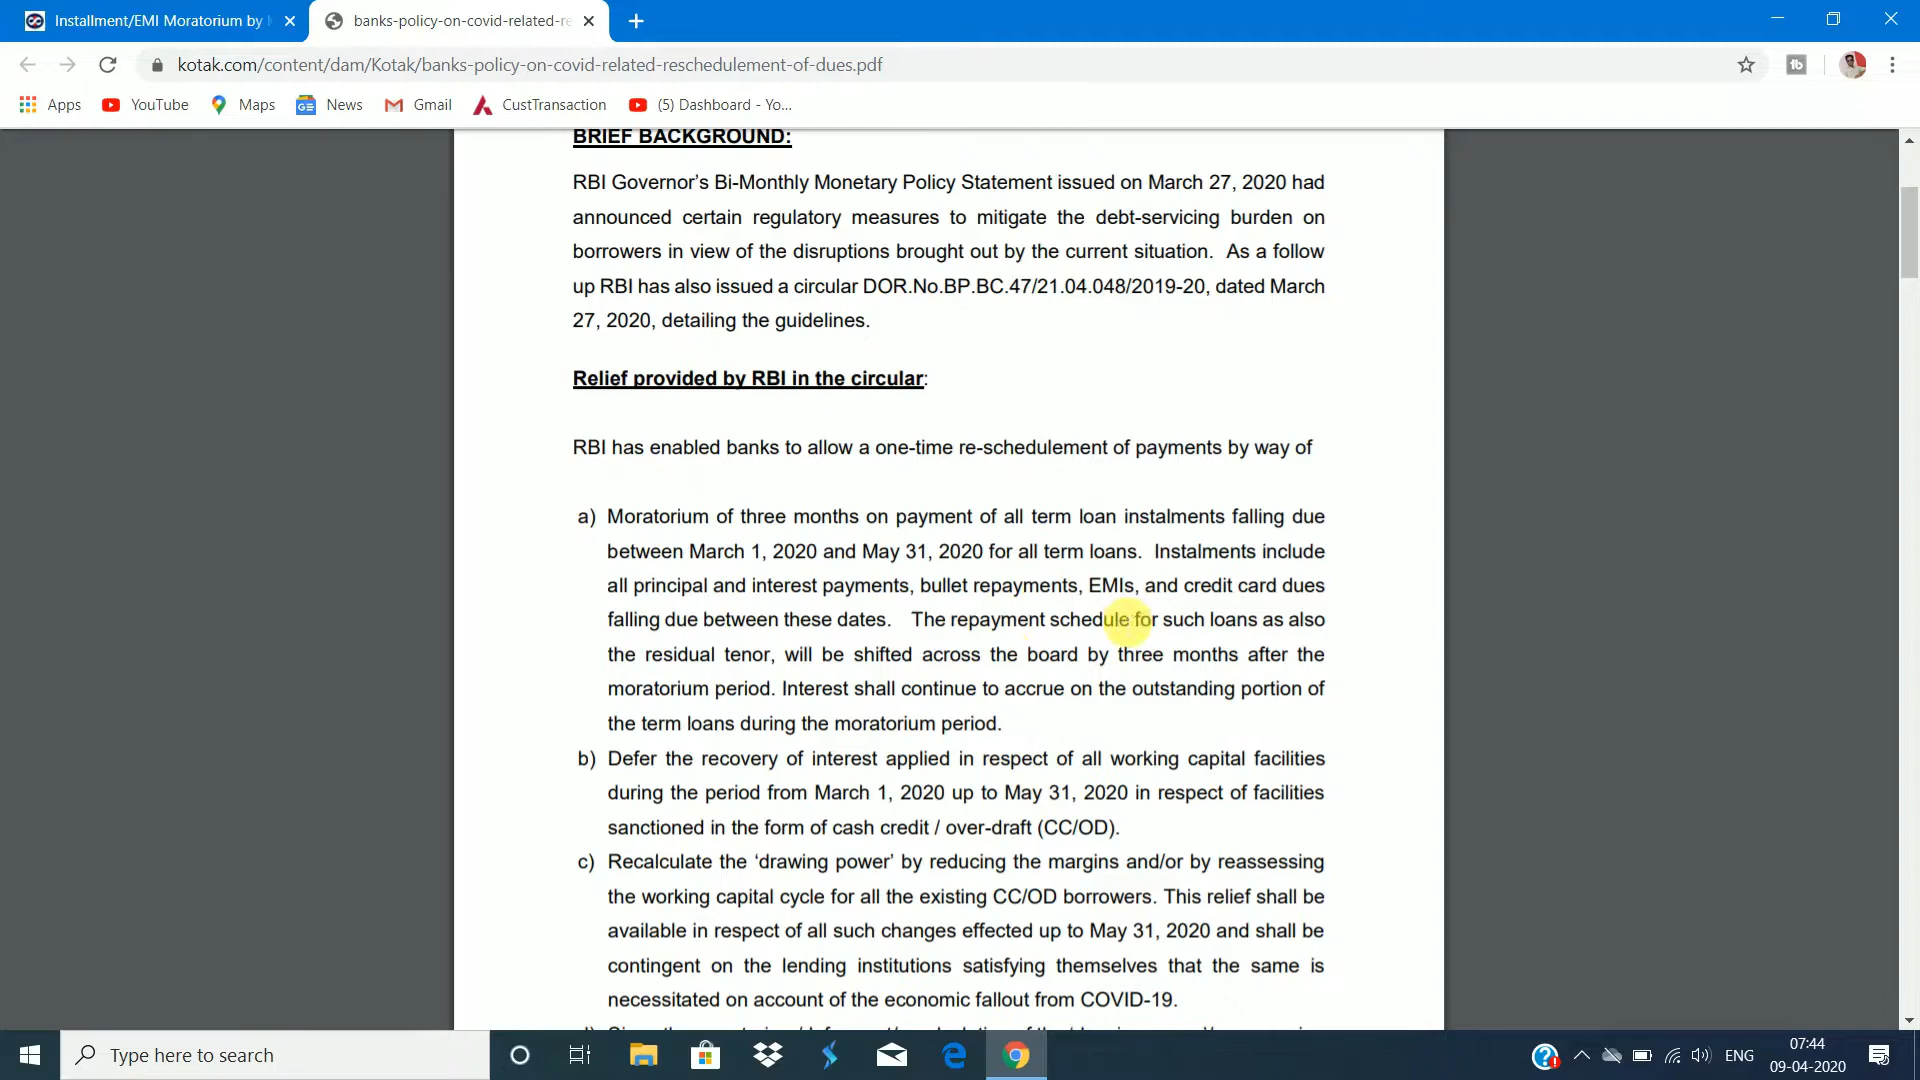 Installment/EMI Moratorium by
banks-policy-on-covid-related-re
kotak.com/content/dam/Kotak/banks-policy-on-covid-related-reschedulement-of-dues.pdf
Apps YouTube Maps News Gmail CustTransaction (5) Dashboard - Yo...
BRIEF BACKGROUND:
RBI Governor's Bi-Monthly Monetary Policy Statement issued on March 27, 2020 had
announced certain regulatory measures to mitigate the debt-servicing burden on
borrowers in view of the disruptions brought out by the current situation. As a follow
up RBI has also issued a circular DOR.No.BP.BC.47/21.04.048/2019-20, dated March
27, 2020, detailing the guidelines.
Relief provided by RBI in the circular:
RBI has enabled banks to allow a one-time re-schedulement of payments by way of
a) Moratorium of three months on payment of all term loan instalments falling due
between March 1, 2020 and May 31, 2020 for all term loans. Instalments include
all principal and interest payments, bullet repayments, EMIs, and credit card dues
falling due between these dates. The repayment schedule for such loans as also
the residual tenor, will be shifted across the board by three months after the
moratorium period. Interest shall continue to accrue on the outstanding portion of
the term loans during the moratorium period.
b) Defer the recovery of interest applied in respect of all working capital facilities
during the period from March 1, 2020 up to May 31, 2020 in respect of facilities
sanctioned in the form of cash credit / over-draft (CC/OD).
c) Recalculate the 'drawing power' by reducing the margins and/or by reassessing
the working capital cycle for all the existing CC/OD borrowers. This relief shall be
available in respect of all such changes effected up to May 31, 2020 and shall be
contingent on the lending institutions satisfying themselves that the same is
necessitated on account of the economic fallout from COVID-19.
Type here to search
ENG
07:44
09-04-2020